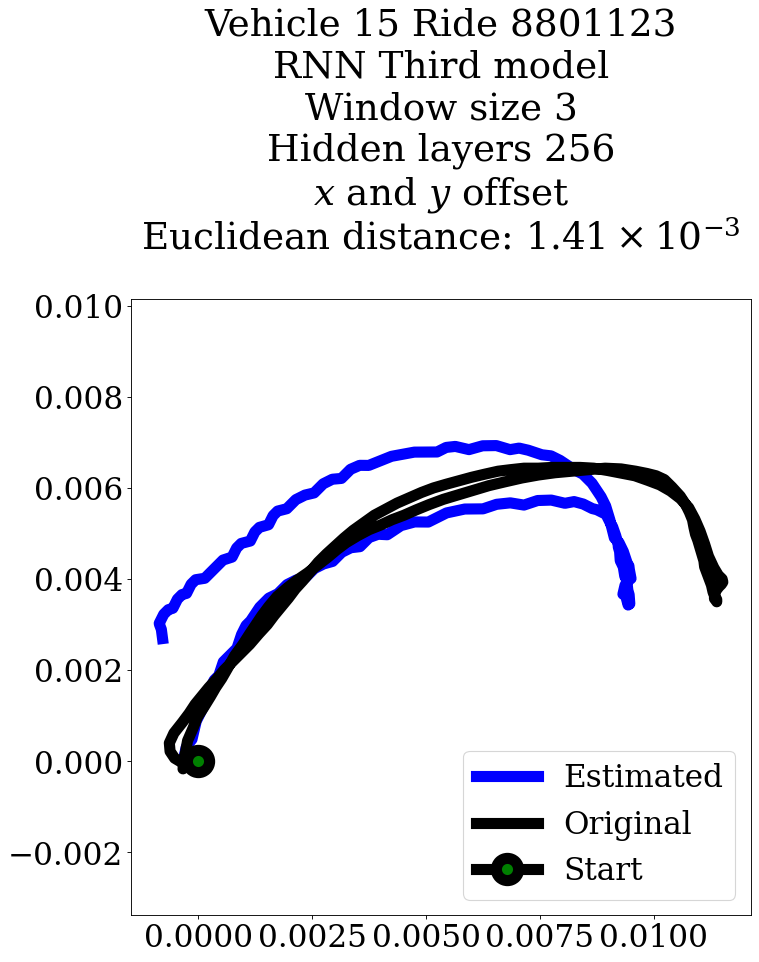 Vehicle 15 Ride 8801123
RNN Third model
Window size 3
Hidden layers 256
x and y offset
Euclidean distance: 1.41 × 10⁻³
0.010
0.008
0.006
0.004
0.002
0.000
−0.002
Estimated
Original
Start
0.0000 0.0025 0.0050 0.0075 0.0100